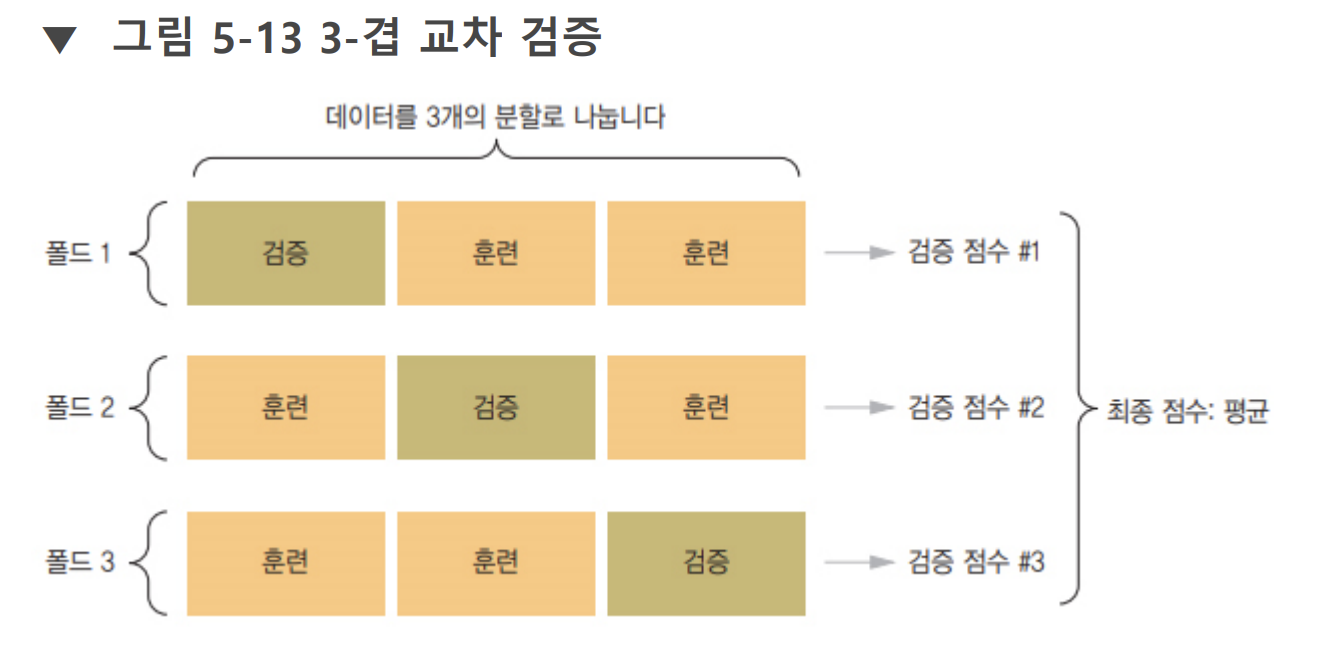 ▼ 그림 5-13 3-겹 교차 검증
데이터를 3개의 분할로 나눕니다
폴드 1 검증 훈련 훈련 검증 점수 #1
폴드 2 훈련 검증 훈련 검증 점수 #2
최종 점수: 평균
폴드 3 훈련 훈련 검증 검증 점수 #3